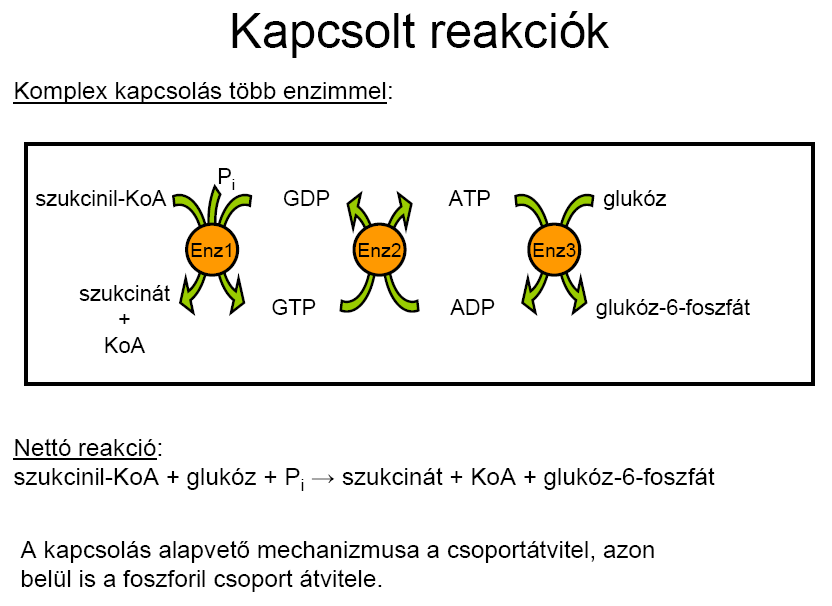 Kapcsolt reakciók
Komplex kapcsolás több enzimmel:
szukcinil-KoA Pi GDP ATP glukóz
Enz1 Enz2 Enz3
szukcinát GTP ADP glukóz-6-foszfát
+
KoA
Nettó reakció:
szukcinil-KoA + glukóz + Pi → szukcinát + KoA + glukóz-6-foszfát
A kapcsolás alapvető mechanizmusa a csoportátvitel, azon
belül is a foszforil csoport átvitele.